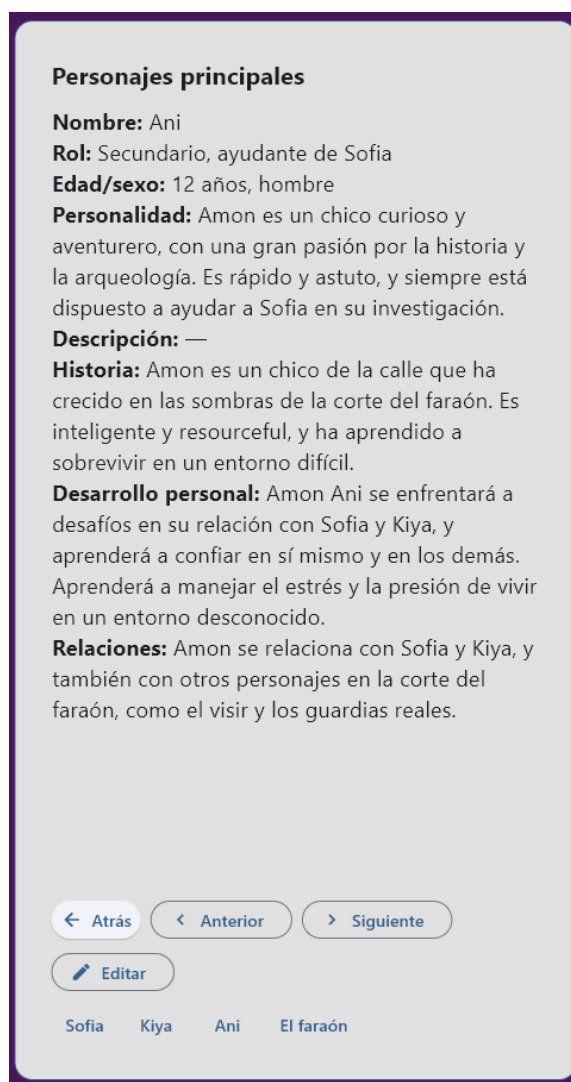 Personajes principales
Nombre: Ani
Rol: Secundario, ayudante de Sofia
Edad/sexo: 12 años, hombre
Personalidad: Amon es un chico curioso y
aventurero, con una gran pasión por la historia y
la arqueología. Es rápido y astuto, y siempre está
dispuesto a ayudar a Sofia en su investigación.
Descripción: —
Historia: Amon es un chico de la calle que ha
crecido en las sombras de la corte del faraón. Es
inteligente y resourceful, y ha aprendido a
sobrevivir en un entorno difícil.
Desarrollo personal: Amon Ani se enfrentará a
desafíos en su relación con Sofia y Kiya, y
aprenderá a confiar en sí mismo y en los demás.
Aprenderá a manejar el estrés y la presión de vivir
en un entorno desconocido.
Relaciones: Amon se relaciona con Sofia y Kiya, y
también con otros personajes en la corte del
faraón, como el visir y los guardias reales.
Atrás Anterior Siguiente
Editar
Sofia Kiya Ani El faraón